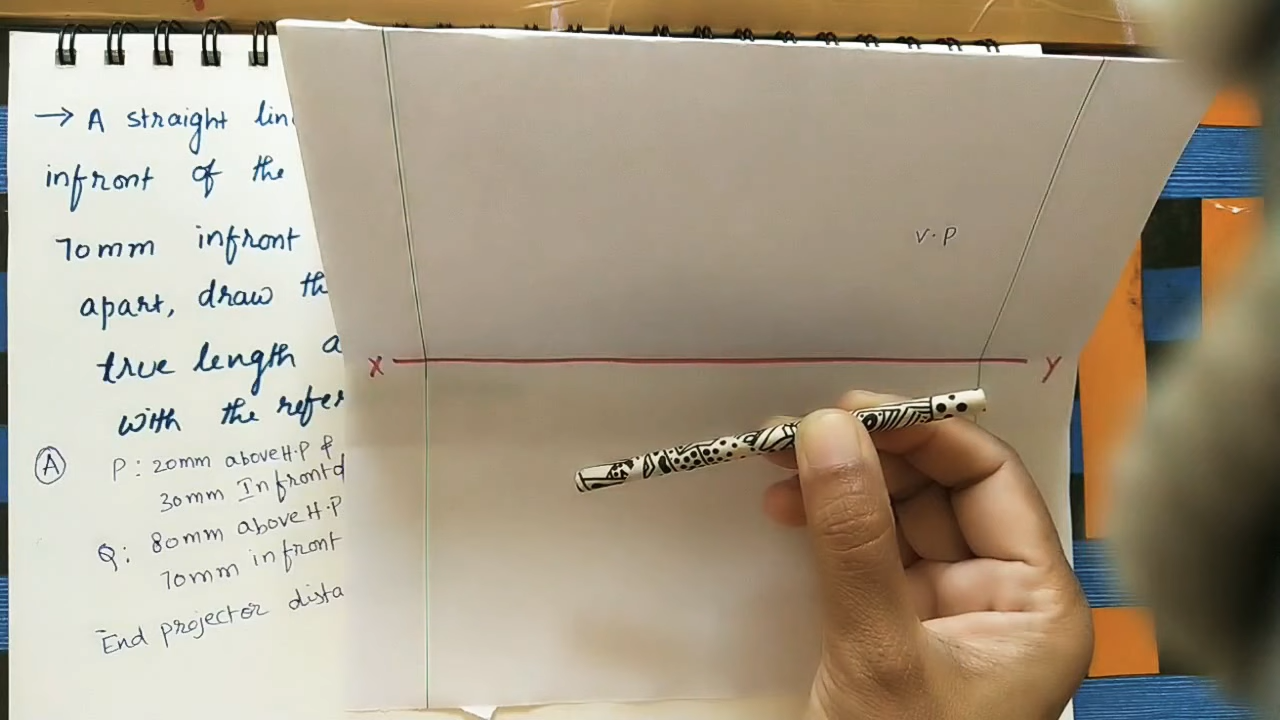 → A straight lin
infront of the
70mm infront
apart, draw th
true length a
with the refer
A P: 20mm above H.P &
30mm Infront of
Q: 80mm above H.P
70mm infront
End projector dista
V.P
X Y